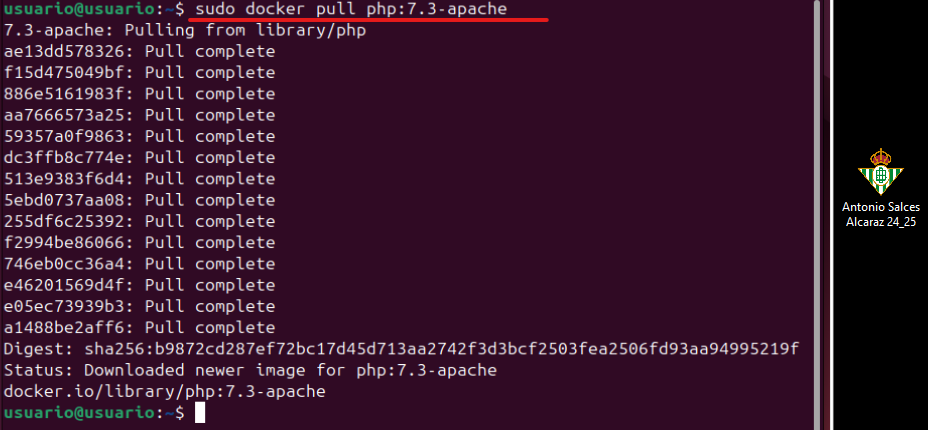 usuario@usuario:~$ sudo docker pull php:7.3-apache
7.3-apache: Pulling from library/php
ae13dd578326: Pull complete
f15d475049bf: Pull complete
886e5161983f: Pull complete
aa7666573a25: Pull complete
59357a0f9863: Pull complete
dc3ffb8c774e: Pull complete
513e9383f6d4: Pull complete
5ebd0737aa08: Pull complete
255df6c25392: Pull complete
f2994be86066: Pull complete
746eb0cc36a4: Pull complete
e46201569d4f: Pull complete
e05ec73939b3: Pull complete
a1488be2aff6: Pull complete
Digest: sha256:b9872cd287ef72bc17d45d713aa2742f3d3bcf2503fea2506fd93aa94995219f
Status: Downloaded newer image for php:7.3-apache
docker.io/library/php:7.3-apache
usuario@usuario:~$
Antonio Salces
Alcaraz 24_25